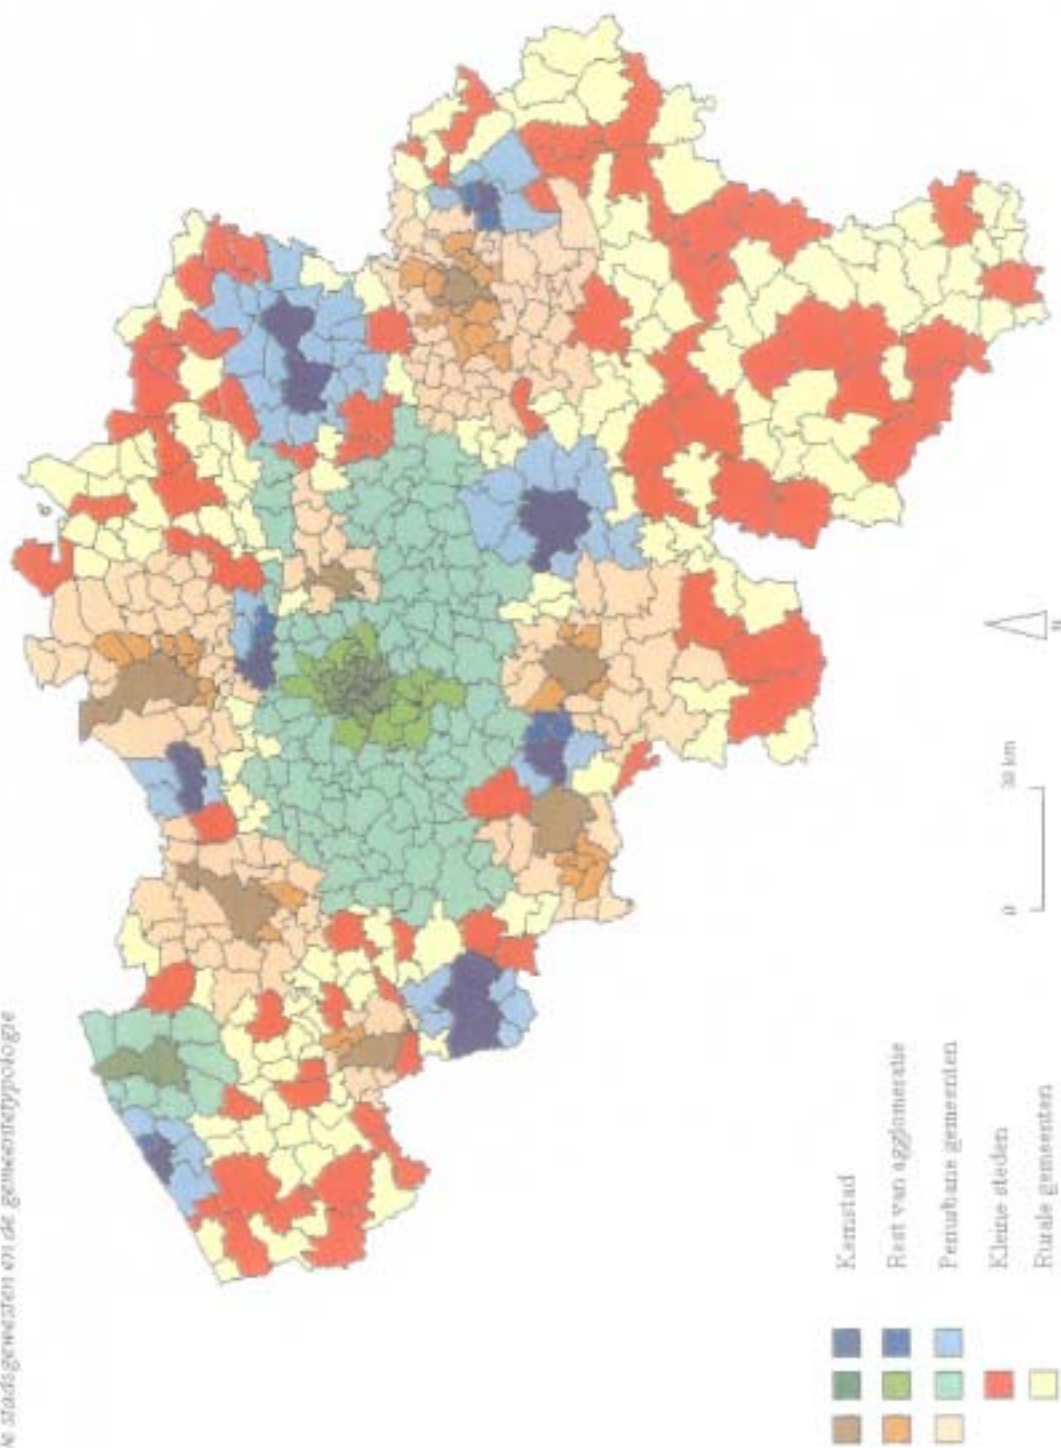 stadsgewesten en de gemeentetypologie
Kernstad
Rest van agglomeratie
Periurbane gemeenten
Kleine steden
Rurale gemeenten
0 30 km
N